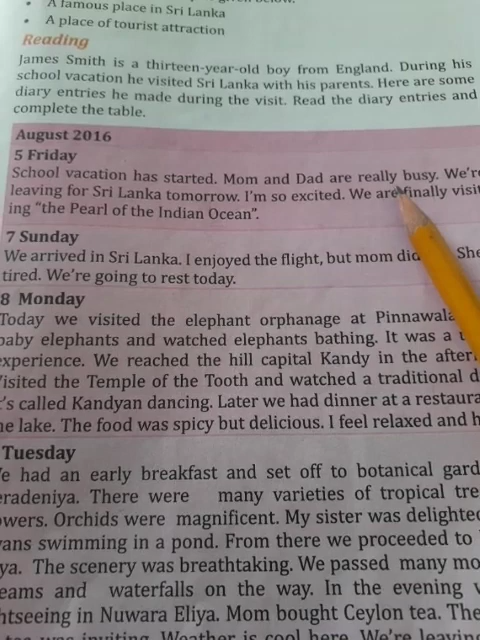 A famous place in Sri Lanka
• A place of tourist attraction
Reading
James Smith is a thirteen-year-old boy from England. During his
school vacation he visited Sri Lanka with his parents. Here are some
diary entries he made during the visit. Read the diary entries and
complete the table.
August 2016
5 Friday
School vacation has started. Mom and Dad are really busy. We're
leaving for Sri Lanka tomorrow. I'm so excited. We are finally visit
ing "the Pearl of the Indian Ocean".
7 Sunday
We arrived in Sri Lanka. I enjoyed the flight, but mom did She
tired. We're going to rest today.
8 Monday
Today we visited the elephant orphanage at Pinnawala
baby elephants and watched elephants bathing. It was a
experience. We reached the hill capital Kandy in the after
visited the Temple of the Tooth and watched a traditional d
t's called Kandyan dancing. Later we had dinner at a restaura
he lake. The food was spicy but delicious. I feel relaxed and h
Tuesday
e had an early breakfast and set off to botanical gard
eradeniya. There were many varieties of tropical tre
owers. Orchids were magnificent. My sister was delighted
ans swimming in a pond. From there we proceeded to
ya. The scenery was breathtaking. We passed many mo
eams and waterfalls on the way. In the evening w
htseeing in Nuwara Eliya. Mom bought Ceylon tea. The
tea was inviting. Weather is cool here. We're leaving